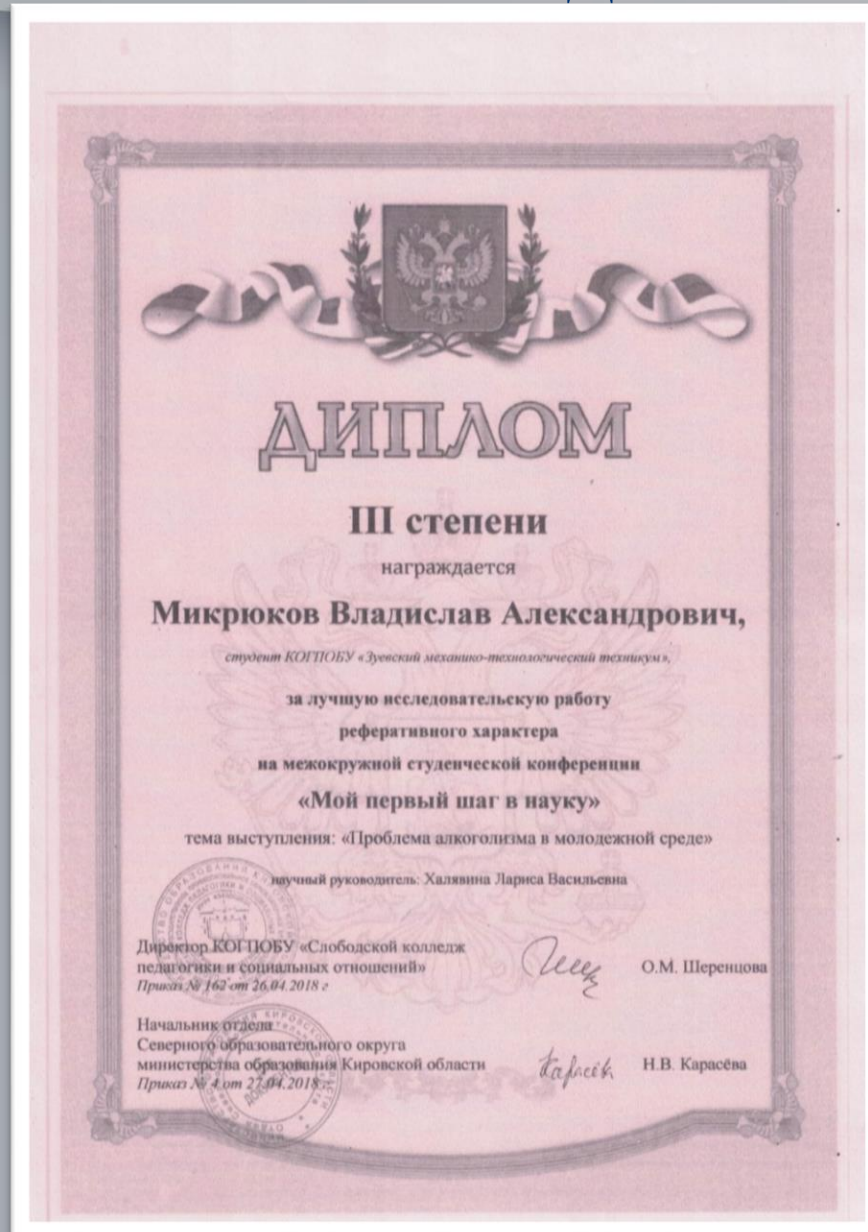 ДИПЛОМ
III степени
награждается
Микрюков Владислав Александрович,
студент КОГПОБУ «Зуевский механико-технологический техникум»,
за лучшую исследовательскую работу
реферативного характера
на межокружной студенческой конференции
«Мой первый шаг в науку»
тема выступления: «Проблема алкоголизма в молодежной среде»
научный руководитель: Халявина Лариса Васильевна
Директор КОГПОБУ «Слободской колледж
педагогики и социальных отношений»
О.М. Шеренцова
Приказ № 162 от 26.04.2018 г
Начальник отдела
Северного образовательного округа
министерства образования Кировской области
Н.В. Карасёва
Приказ № 4 от 27.04.2018 г.